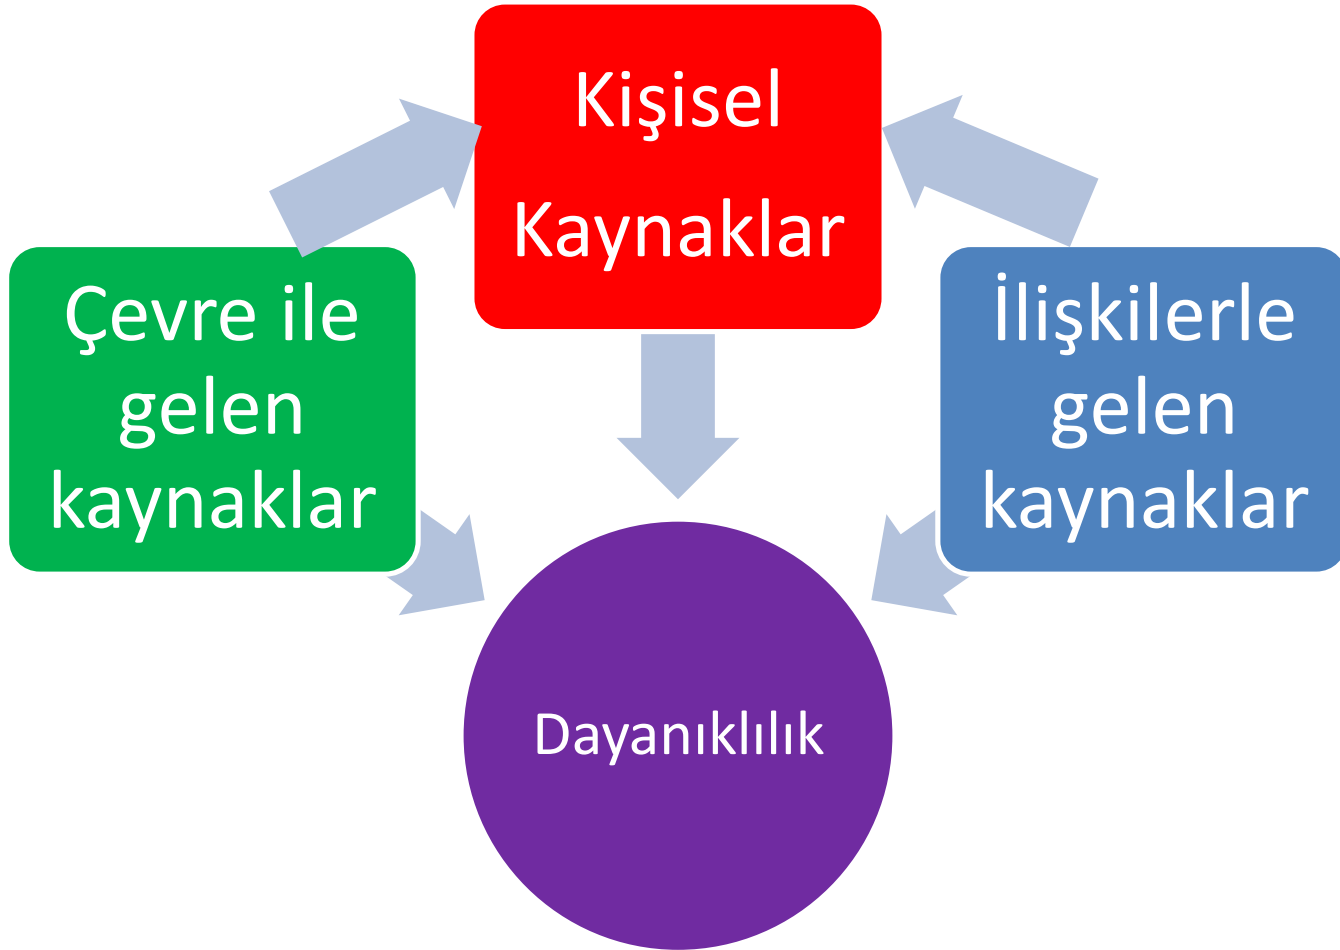 Kişisel
Kaynaklar
Çevre ile
gelen
kaynaklar
İlişkilerle
gelen
kaynaklar
Dayanıklılık